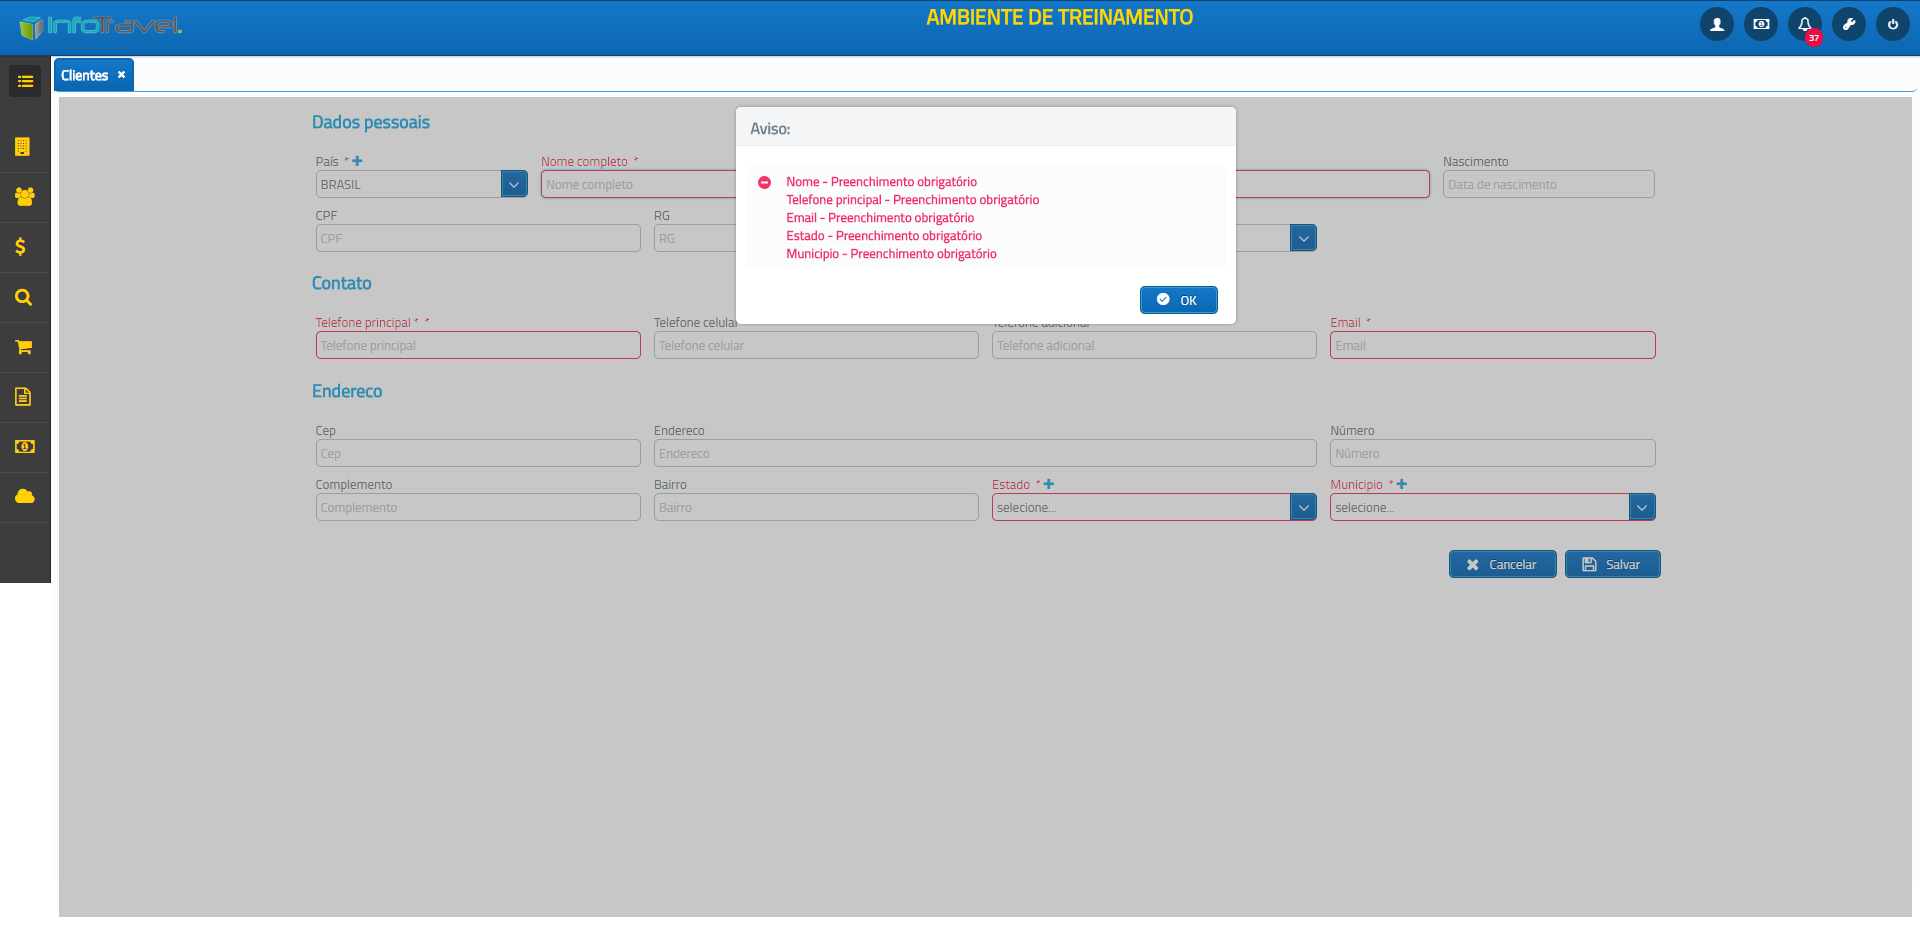 InfoTravel.
AMBIENTE DE TREINAMENTO
37
Clientes
Dados pessoais
Aviso:
Nome - Preenchimento obrigatório
Telefone principal - Preenchimento obrigatório
Email - Preenchimento obrigatório
Estado - Preenchimento obrigatório
Municipio - Preenchimento obrigatório
OK
País *
Nome completo *
Nascimento
BRASIL
Nome completo
Data de nascimento
CPF
RG
CPF
RG
Contato
Telefone principal * *
Telefone celular
Telefone adicional
Email *
Telefone principal
Telefone celular
Telefone adicional
Email
Endereco
Cep
Endereco
Número
Cep
Endereco
Número
Complemento
Bairro
Estado *
Municipio *
Complemento
Bairro
selecione...
selecione...
Cancelar
Salvar